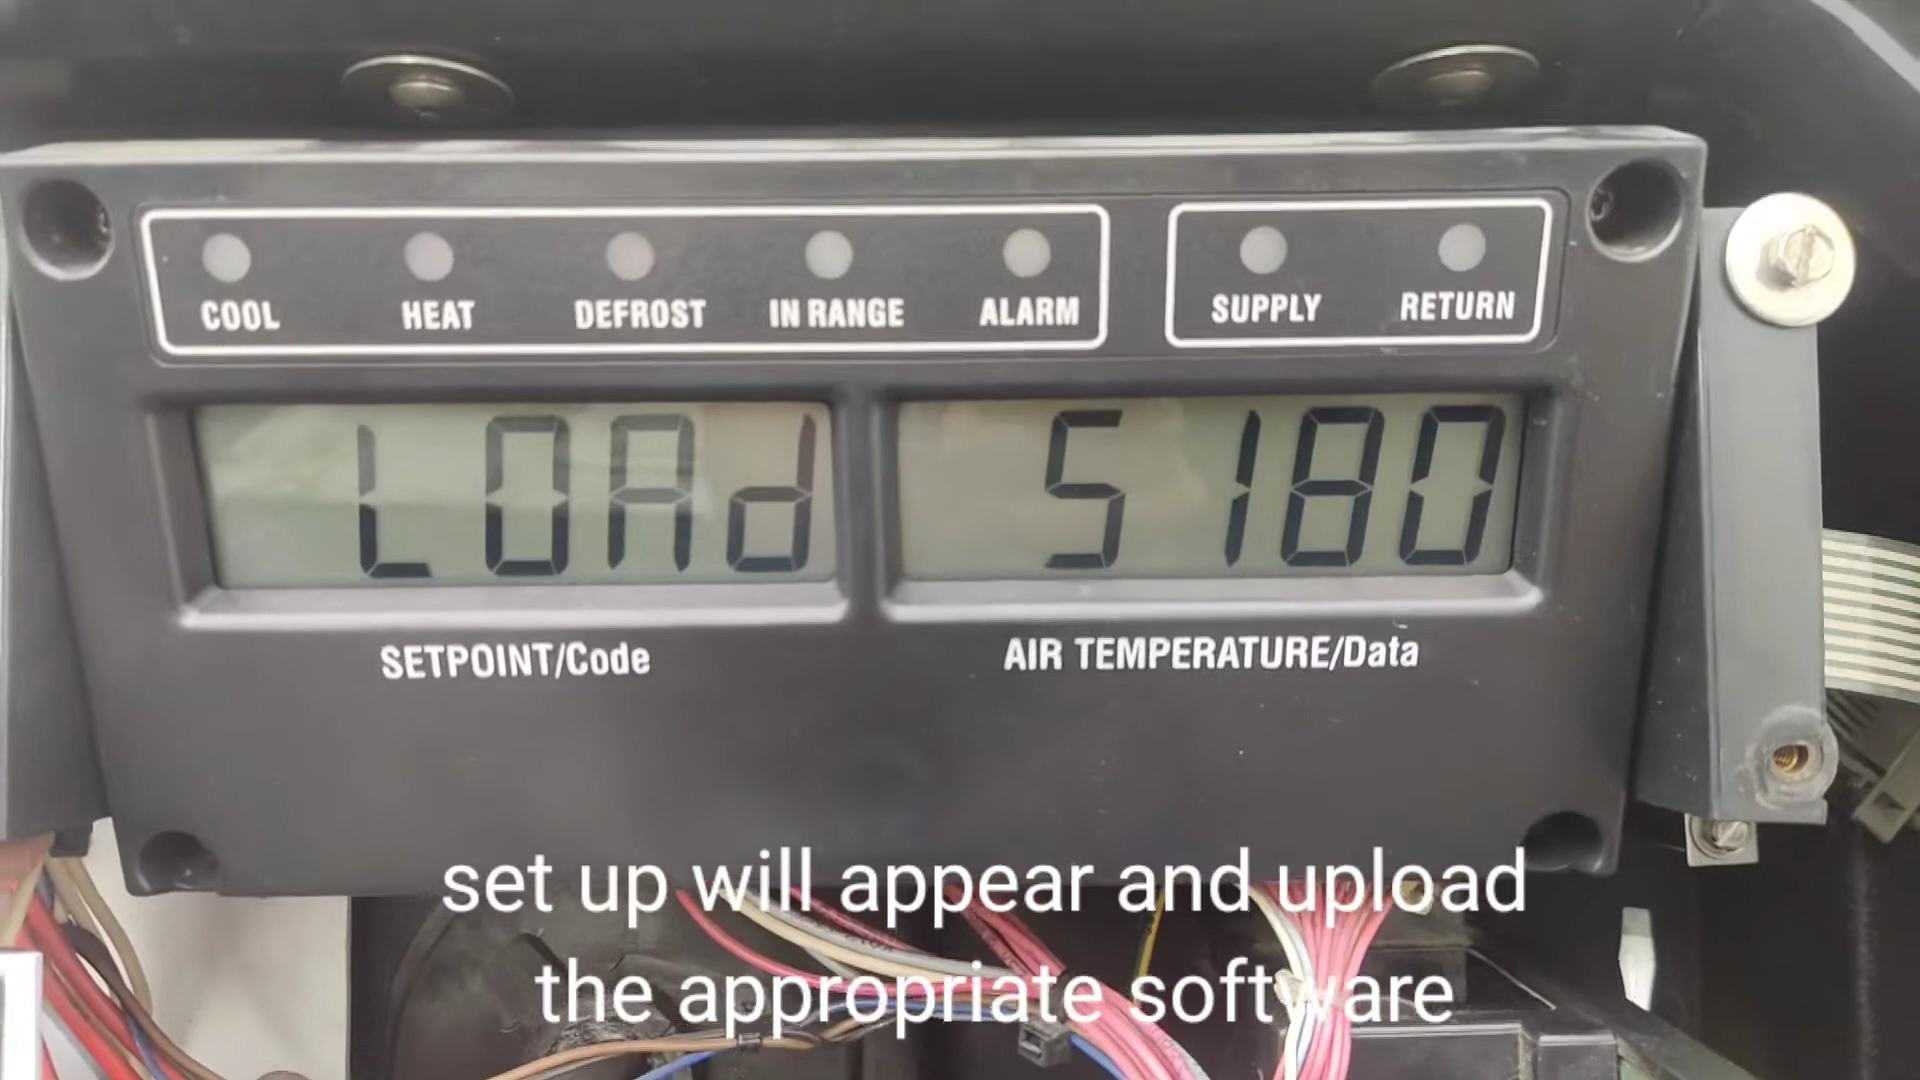 COOL HEAT DEFROST IN RANGE ALARM SUPPLY RETURN
LOAd 5180
SETPOINT/Code AIR TEMPERATURE/Data
set up will appear and upload
the appropriate software